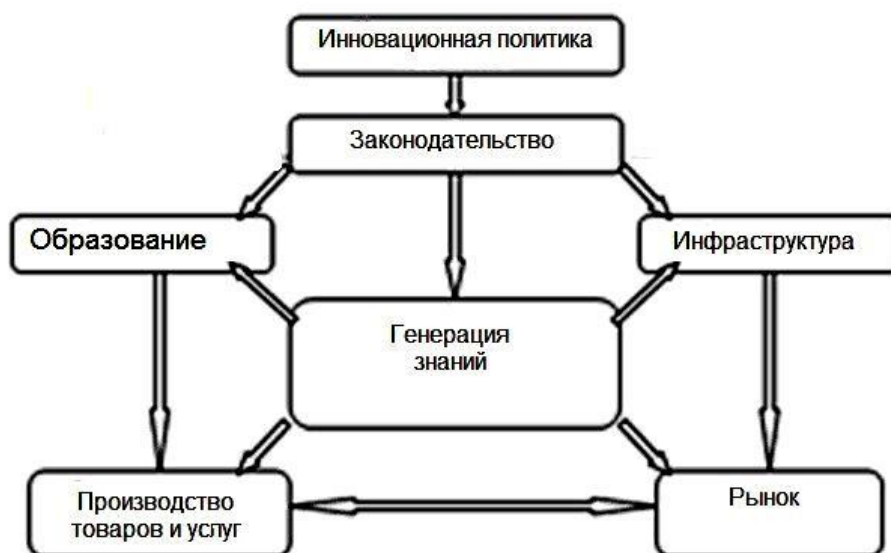 Инновационная политика
Законодательство
Образование
Инфраструктура
Генерация
знаний
Производство
товаров и услуг
Рынок